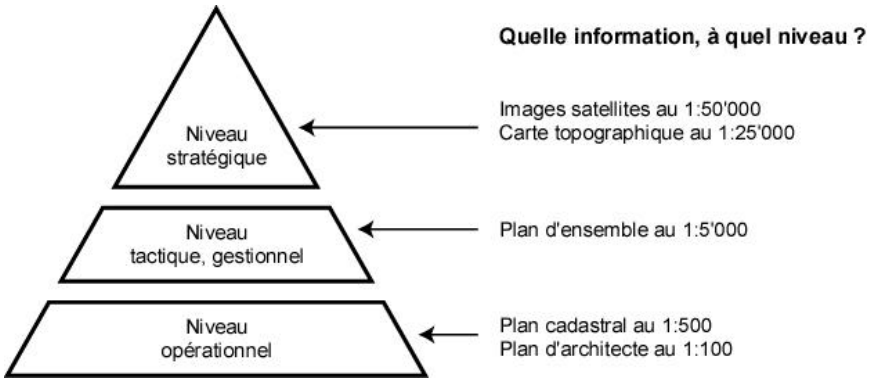 Quelle information, à quel niveau ?
Niveau
stratégique
Images satellites au 1:50'000
Carte topographique au 1:25'000
Niveau
tactique, gestionnel
Plan d'ensemble au 1:5'000
Niveau
opérationnel
Plan cadastral au 1:500
Plan d'architecte au 1:100